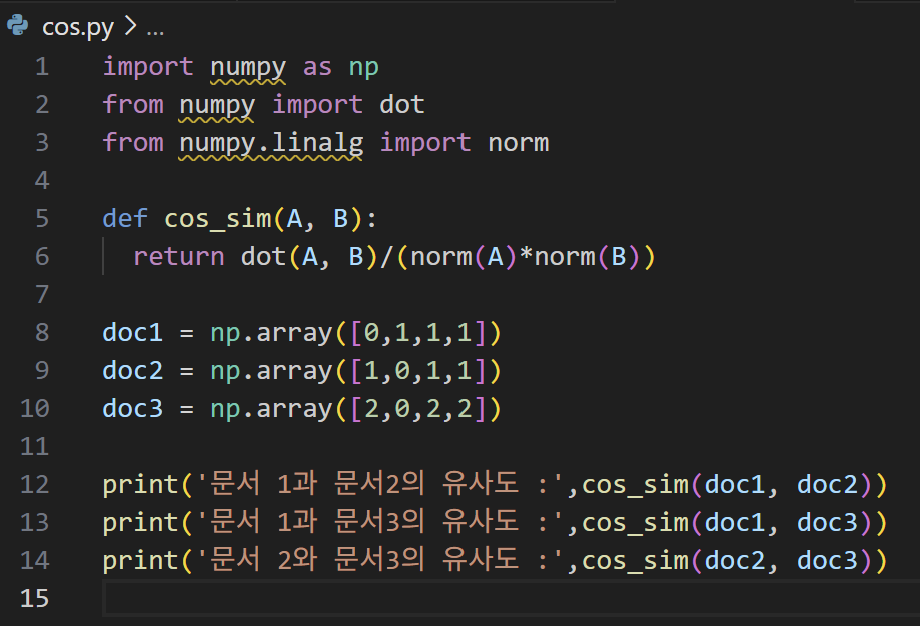 cos.py > ...
1 import numpy as np
2 from numpy import dot
3 from numpy.linalg import norm
4
5 def cos_sim(A, B):
6   return dot(A, B)/(norm(A)*norm(B))
7
8 doc1 = np.array([0,1,1,1])
9 doc2 = np.array([1,0,1,1])
10 doc3 = np.array([2,0,2,2])
11
12 print('문서 1과 문서2의 유사도 :',cos_sim(doc1, doc2))
13 print('문서 1과 문서3의 유사도 :',cos_sim(doc1, doc3))
14 print('문서 2와 문서3의 유사도 :',cos_sim(doc2, doc3))
15